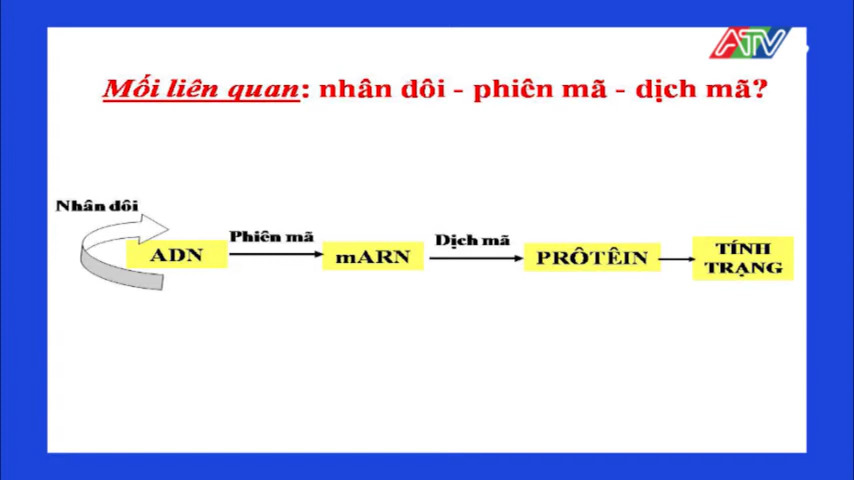 ATV
Mối liên quan: nhân đôi - phiên mã - dịch mã?
Nhân đôi
Phiên mã
Dịch mã
ADN
mARN
PRÔTÊIN
TÍNH
TRẠNG